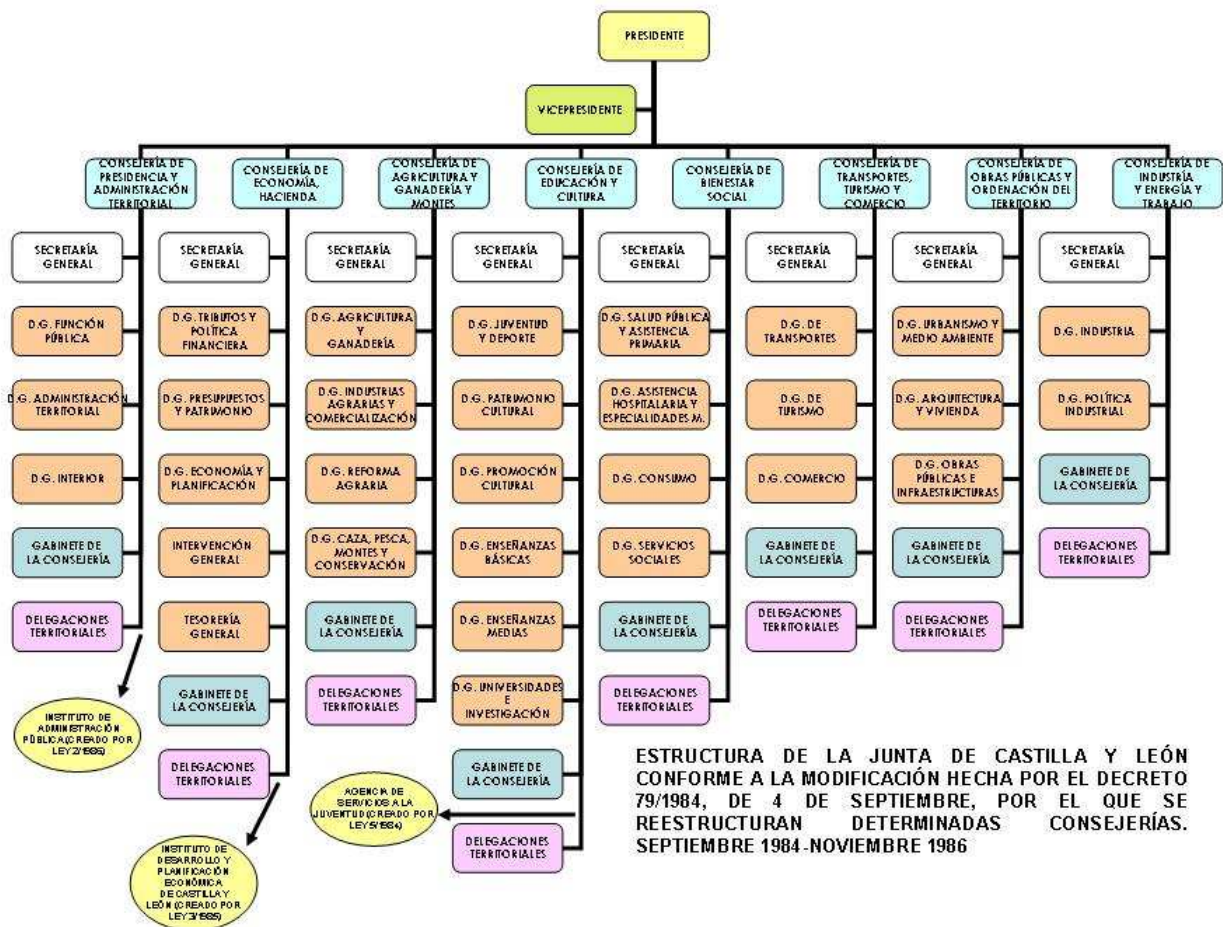 PRESIDENTE
VICEPRESIDENTE
CONSEJERÍA DE
PRESIDENCIA Y
ADMINISTRACIÓN
TERRITORIAL
SECRETARÍA
GENERAL
D.G. FUNCIÓN
PÚBLICA
D.G. ADMINISTRACIÓN
TERRITORIAL
D.G. INTERIOR
GABINETE DE
LA CONSEJERÍA
DELEGACIONES
TERRITORIALES
INSTITUTO DE
ADMINISTRACIÓN
PÚBLICA(CREADO POR
CONSEJERÍA DE
ECONOMÍA,
HACIENDA
SECRETARÍA
GENERAL
D.G. TRIBUTOS Y
POLÍTICA
FINANCIERA
D.G. PRESUPUESTOS
Y PATRIMONIO
D.G. ECONOMÍA Y
PLANIFICACIÓN
INTERVENCIÓN
GENERAL
TESORERÍA
GENERAL
GABINETE DE
LA CONSEJERÍA
DELEGACIONES
TERRITORIALES
INSTITUTO DE
DESARROLLO Y
PLANIFICACIÓN
ECONÓMICA
DE CASTILLA Y
LEÓN (CREADO POR
CONSEJERÍA DE
AGRICULTURA Y
GANADERÍA Y
MONTES
SECRETARÍA
GENERAL
D.G. AGRICULTURA
Y
GANADERÍA
D.G. INDUSTRIAS
AGRARIAS Y
COMERCIALIZACIÓN
D.G. REFORMA
AGRARIA
D.G. CAZA, PESCA,
MONTES Y
CONSERVACIÓN
GABINETE DE
LA CONSEJERÍA
DELEGACIONES
TERRITORIALES
CONSEJERÍA DE
EDUCACIÓN Y
CULTURA
SECRETARÍA
GENERAL
D.G. JUVENTUD
Y DEPORTE
D.G. PATRIMONIO
CULTURAL
D.G. PROMOCIÓN
CULTURAL
D.G. ENSEÑANZAS
BÁSICAS
D.G. ENSEÑANZAS
MEDIAS
D.G. UNIVERSIDADES
E
INVESTIGACIÓN
GABINETE DE
LA CONSEJERÍA
AGENCIA DE
SERVICIOS A LA
JUVENTUD(CREADO POR
DELEGACIONES
TERRITORIALES
CONSEJERÍA DE
BIENESTAR
SOCIAL
SECRETARÍA
GENERAL
D.G. SALUD PÚBLICA
Y ASISTENCIA
PRIMARIA
D.G. ASISTENCIA
HOSPITALARIA Y
ESPECIALIDADES M.
D.G. CONSUMO
D.G. SERVICIOS
SOCIALES
GABINETE DE
LA CONSEJERÍA
DELEGACIONES
TERRITORIALES
CONSEJERÍA DE
TRANSPORTES,
TURISMO Y
COMERCIO
SECRETARÍA
GENERAL
D.G. DE
TRANSPORTES
D.G. DE
TURISMO
D.G. COMERCIO
GABINETE DE
LA CONSEJERÍA
DELEGACIONES
TERRITORIALES
CONSEJERÍA DE
OBRAS PÚBLICAS Y
ORDENACIÓN DEL
TERRITORIO
SECRETARÍA
GENERAL
D.G. URBANISMO Y
MEDIO AMBIENTE
D.G. ARQUITECTURA
Y VIVIENDA
D.G. OBRAS
PÚBLICAS E
INFRAESTRUCTURAS
GABINETE DE
LA CONSEJERÍA
DELEGACIONES
TERRITORIALES
CONSEJERÍA DE
INDUSTRIA
Y ENERGÍA Y
TRABAJO
SECRETARÍA
GENERAL
D.G. INDUSTRIA
D.G. POLÍTICA
INDUSTRIAL
GABINETE DE
LA CONSEJERÍA
DELEGACIONES
TERRITORIALES
ESTRUCTURA DE LA JUNTA DE CASTILLA Y LEÓN
CONFORME A LA MODIFICACIÓN HECHA POR EL DECRETO
79/1984, DE 4 DE SEPTIEMBRE, POR EL QUE SE
REESTRUCTURAN DETERMINADAS CONSEJERÍAS.
SEPTIEMBRE 1984-NOVIEMBRE 1986